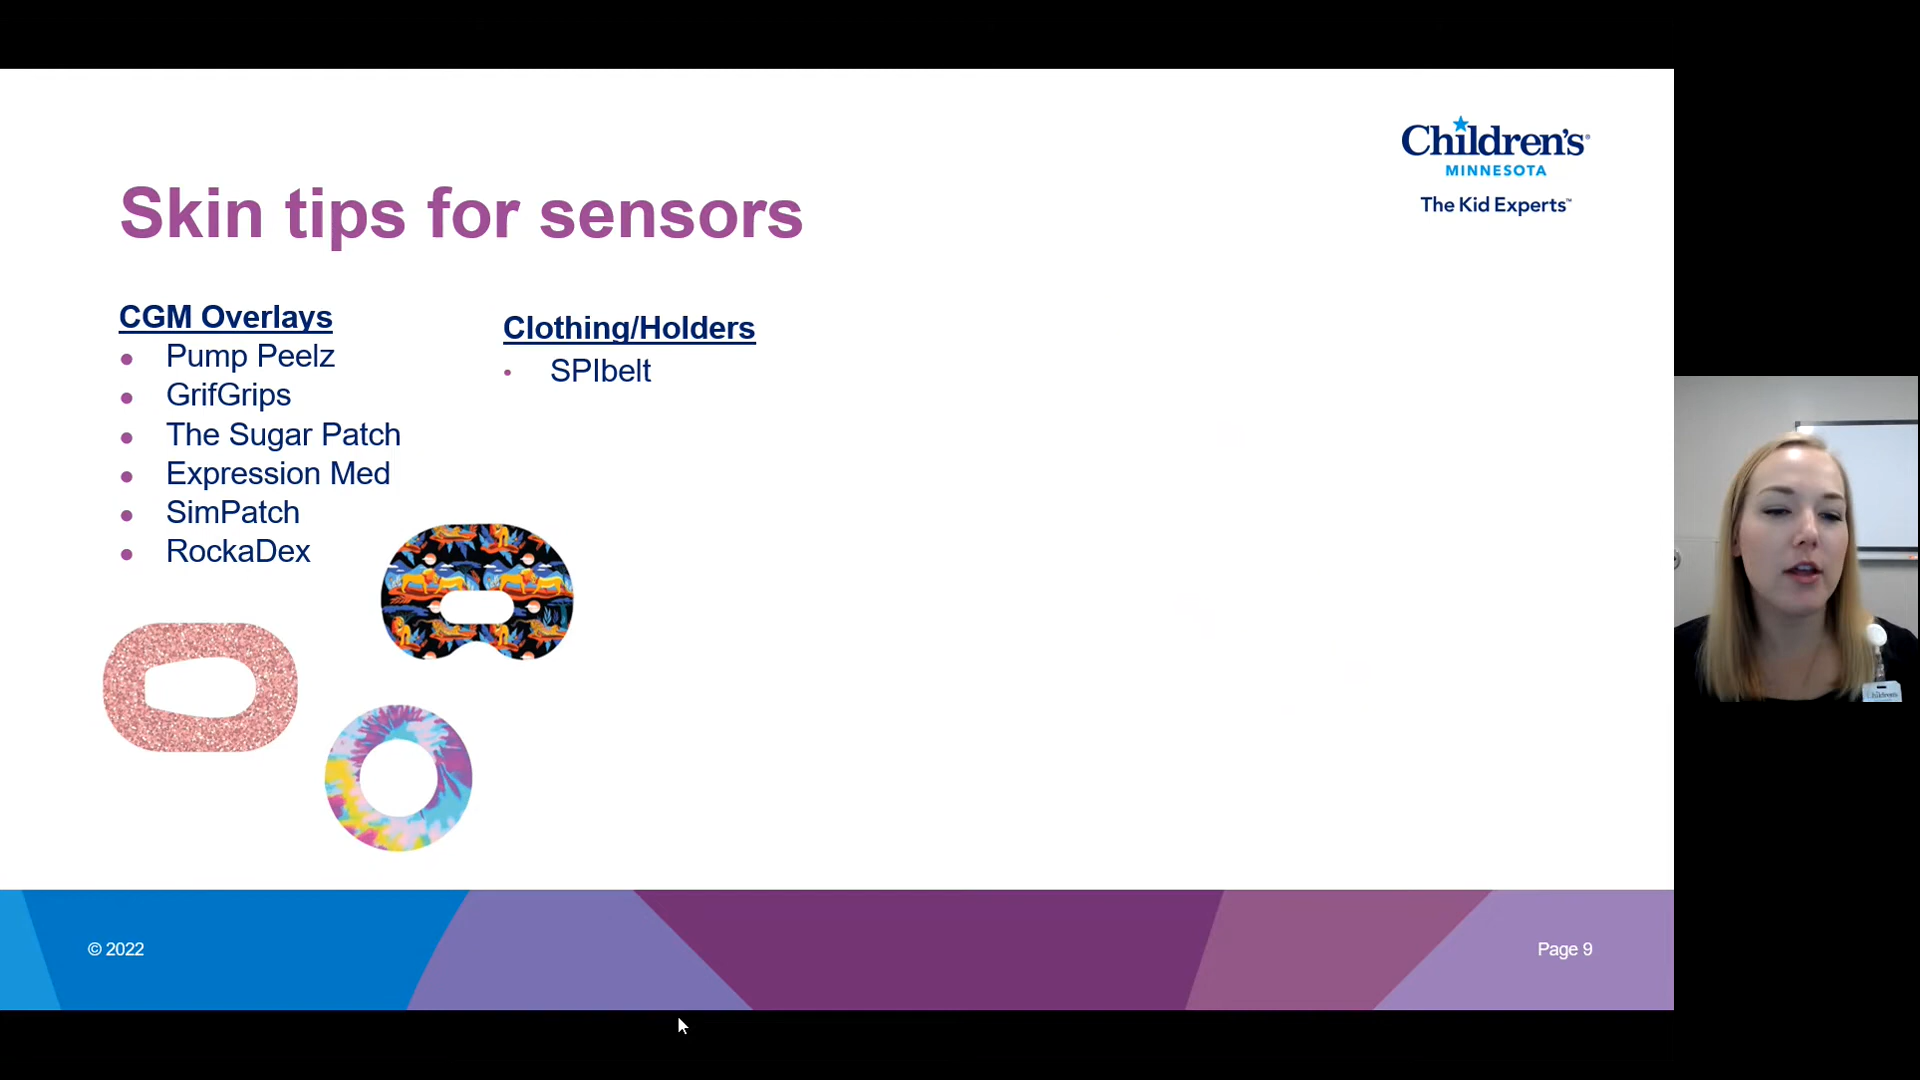 Children's®
MINNESOTA
The Kid Experts™
Skin tips for sensors
CGM Overlays
• Pump Peelz
• GrifGrips
• The Sugar Patch
• Expression Med
• SimPatch
• RockaDex
Clothing/Holders
• SPIbelt
© 2022
Page 9
Children's